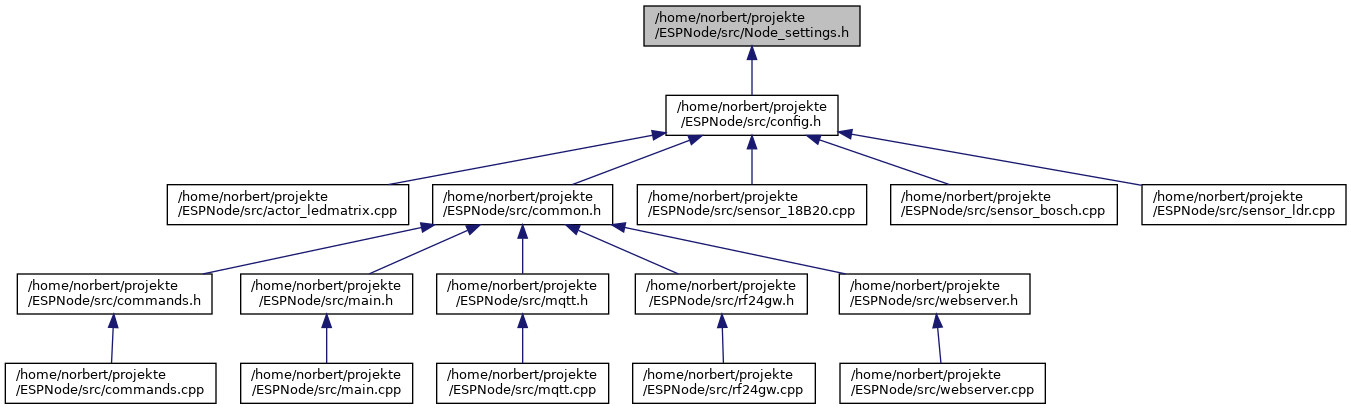 /home/norbert/projekte
/ESPNode/src/Node_settings.h
/home/norbert/projekte
/ESPNode/src/config.h
/home/norbert/projekte
/ESPNode/src/actor_ledmatrix.cpp
/home/norbert/projekte
/ESPNode/src/common.h
/home/norbert/projekte
/ESPNode/src/sensor_18B20.cpp
/home/norbert/projekte
/ESPNode/src/sensor_bosch.cpp
/home/norbert/projekte
/ESPNode/src/sensor_ldr.cpp
/home/norbert/projekte
/ESPNode/src/commands.h
/home/norbert/projekte
/ESPNode/src/main.h
/home/norbert/projekte
/ESPNode/src/mqtt.h
/home/norbert/projekte
/ESPNode/src/rf24gw.h
/home/norbert/projekte
/ESPNode/src/webserver.h
/home/norbert/projekte
/ESPNode/src/commands.cpp
/home/norbert/projekte
/ESPNode/src/main.cpp
/home/norbert/projekte
/ESPNode/src/mqtt.cpp
/home/norbert/projekte
/ESPNode/src/rf24gw.cpp
/home/norbert/projekte
/ESPNode/src/webserver.cpp